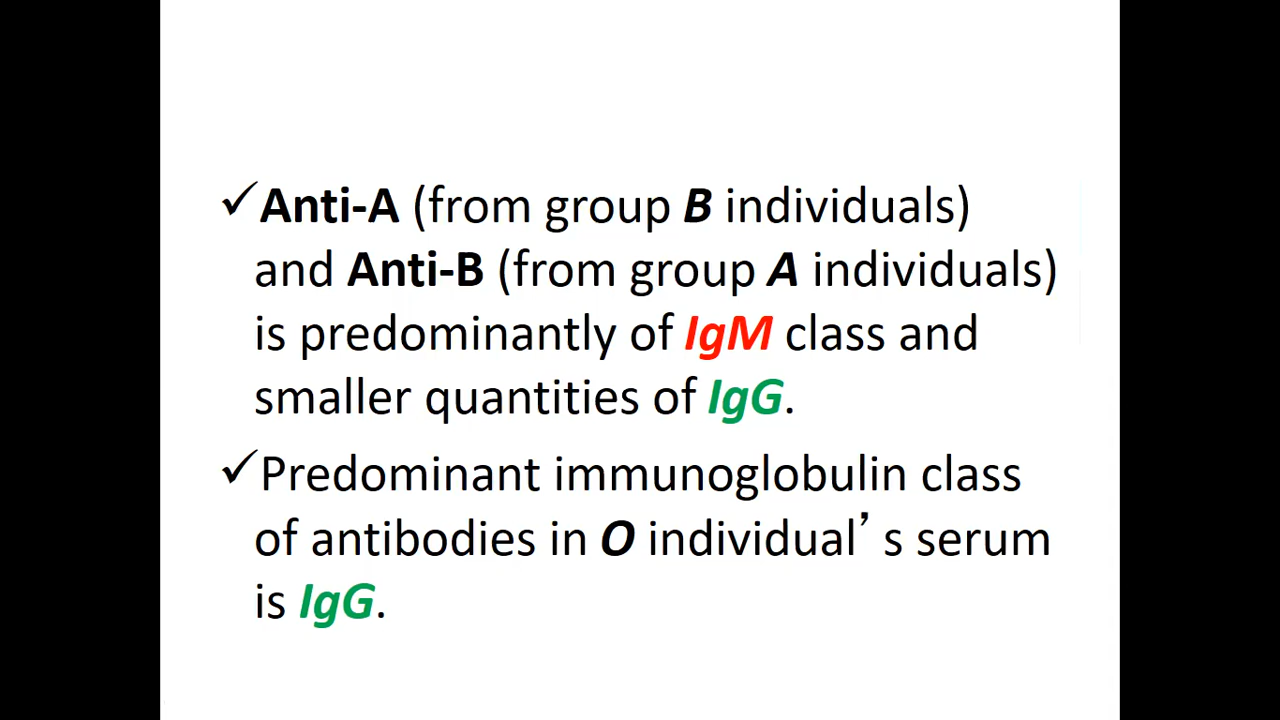 ✓Anti-A (from group B individuals)
and Anti-B (from group A individuals)
is predominantly of IgM class and
smaller quantities of IgG.
✓Predominant immunoglobulin class
of antibodies in O individual’s serum
is IgG.